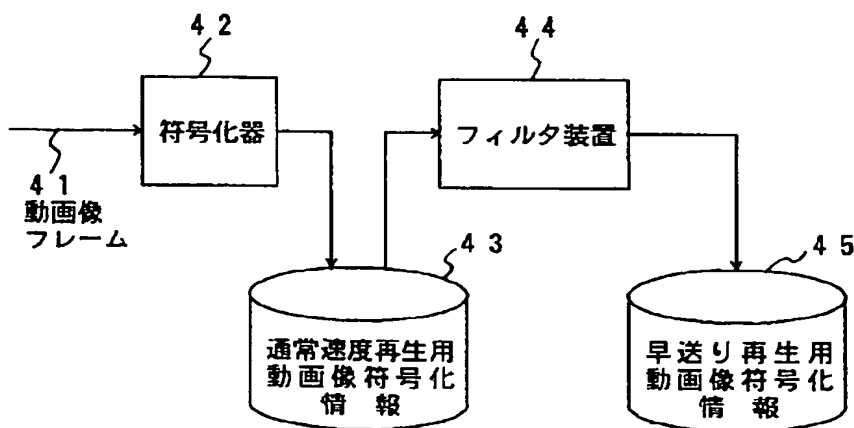 4 2
符号化器
4 4
フィルタ装置
4 1
動画像
フレーム
4 3
通常速度再生用
動画像符号化
情 報
4 5
早送り再生用
動画像符号化
情 報